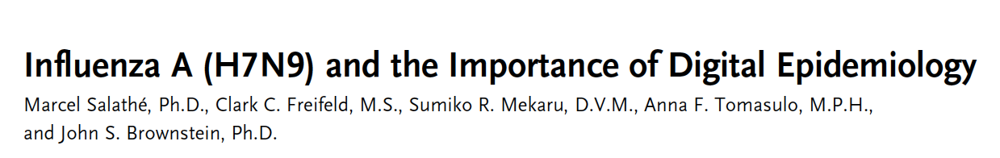 Influenza A (H7N9) and the Importance of Digital Epidemiology
Marcel Salathé, Ph.D., Clark C. Freifeld, M.S., Sumiko R. Mekaru, D.V.M., Anna F. Tomasulo, M.P.H.,
and John S. Brownstein, Ph.D.